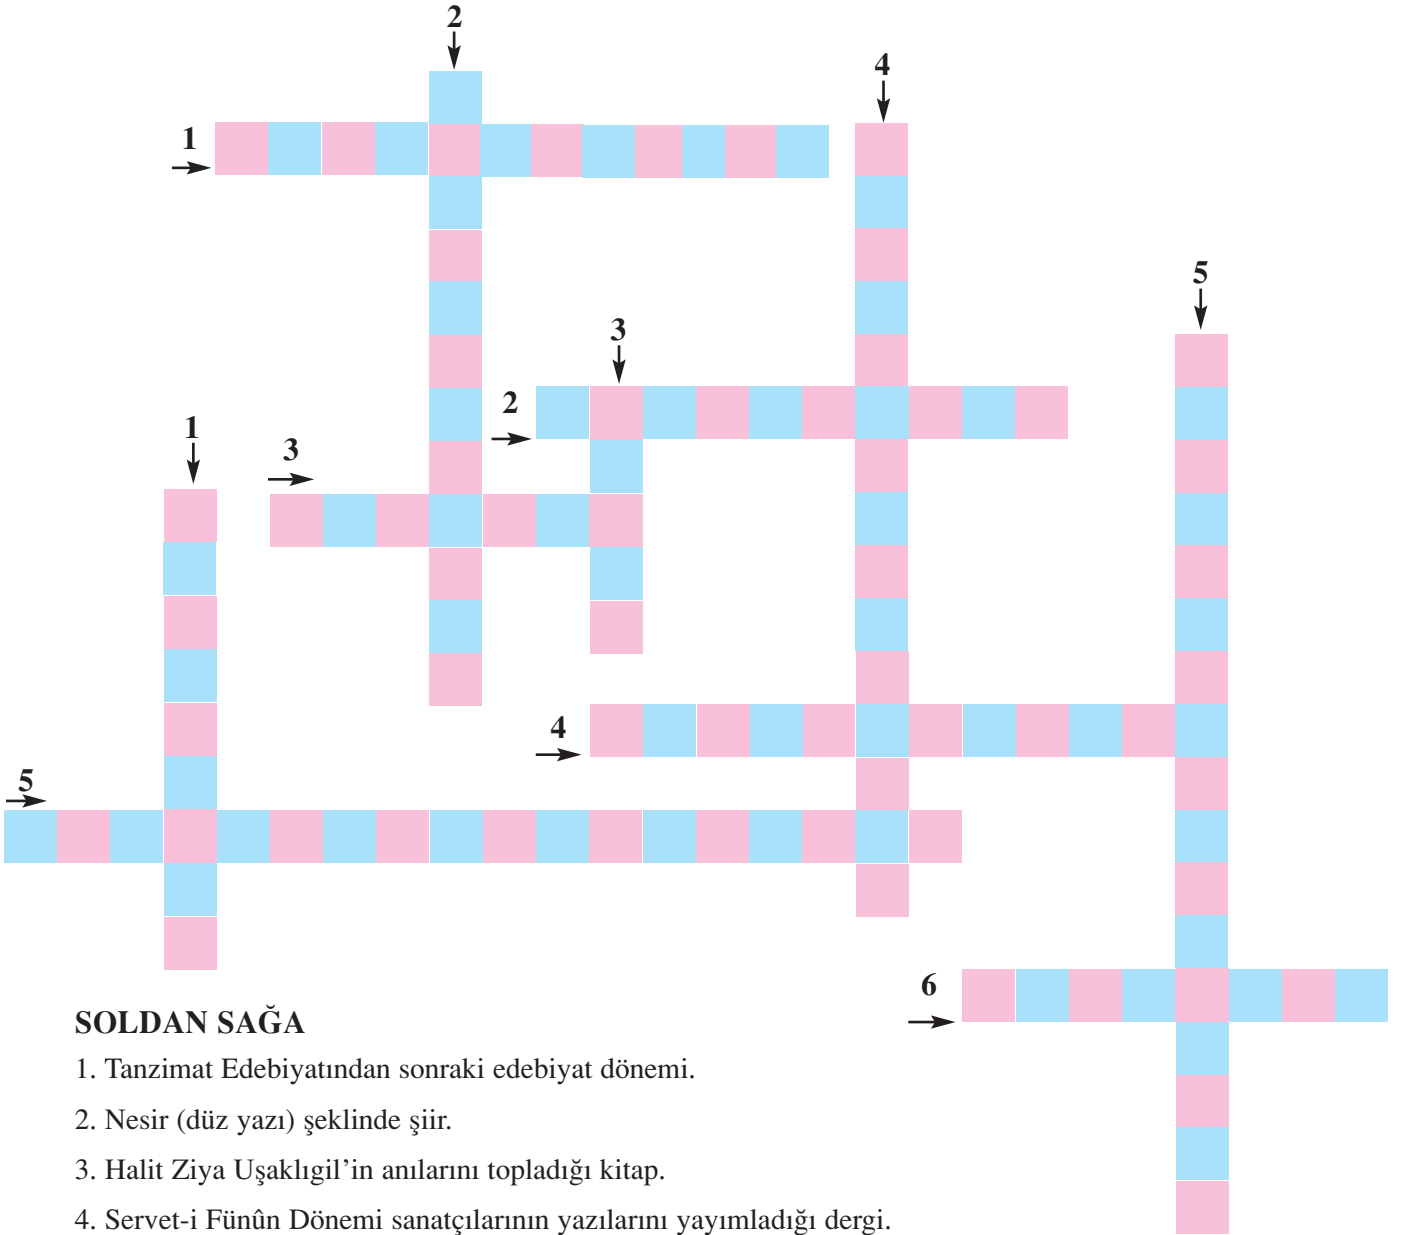 2
4
1
5
3
2
1
3
4
5
6
SOLDAN SAĞA
1. Tanzimat Edebiyatından sonraki edebiyat dönemi.
2. Nesir (düz yazı) şeklinde şiir.
3. Halit Ziya Uşaklıgil’in anılarını topladığı kitap.
4. Servet-i Fünûn Dönemi sanatçılarının yazılarını yayımladığı dergi.